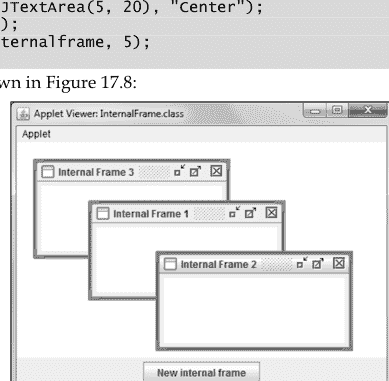 JTextArea(5, 20), "Center");
);
ternalframe, 5);
wn in Figure 17.8:
Applet Viewer: InternalFrame.class
Applet
Internal Frame 3
Internal Frame 1
Internal Frame 2
New internal frame